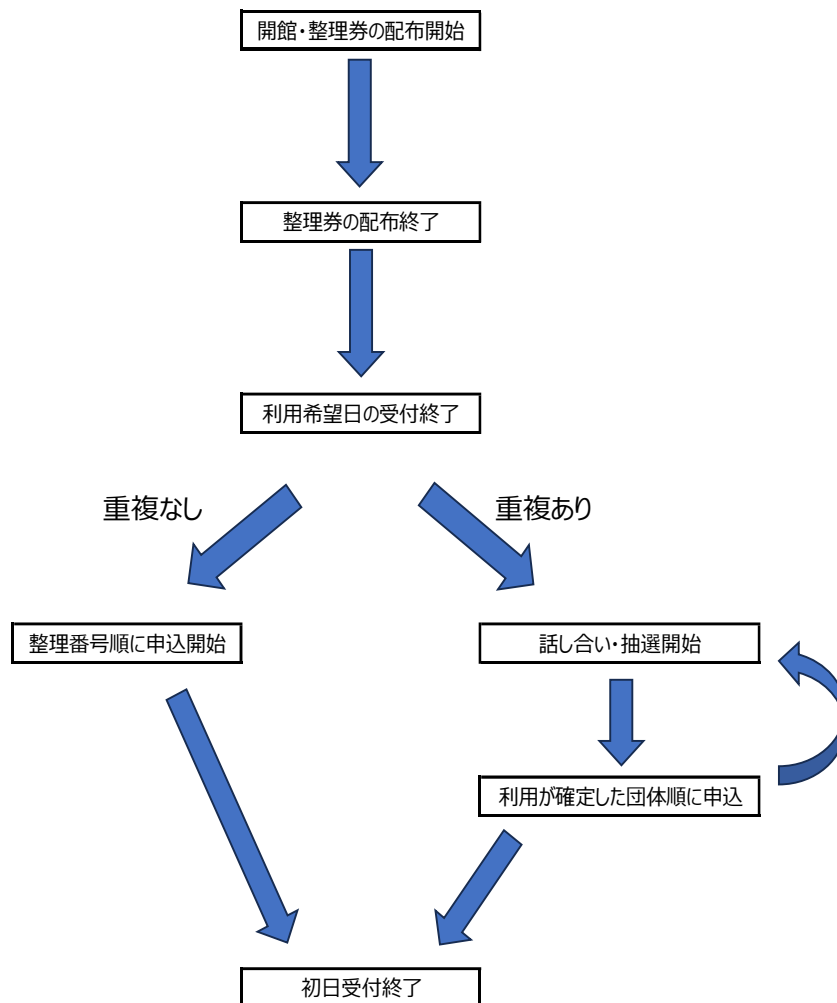 開館・整理券の配布開始
整理券の配布終了
利用希望日の受付終了
重複なし
重複あり
整理番号順に申込開始
話し合い・抽選開始
利用が確定した団体順に申込
初日受付終了